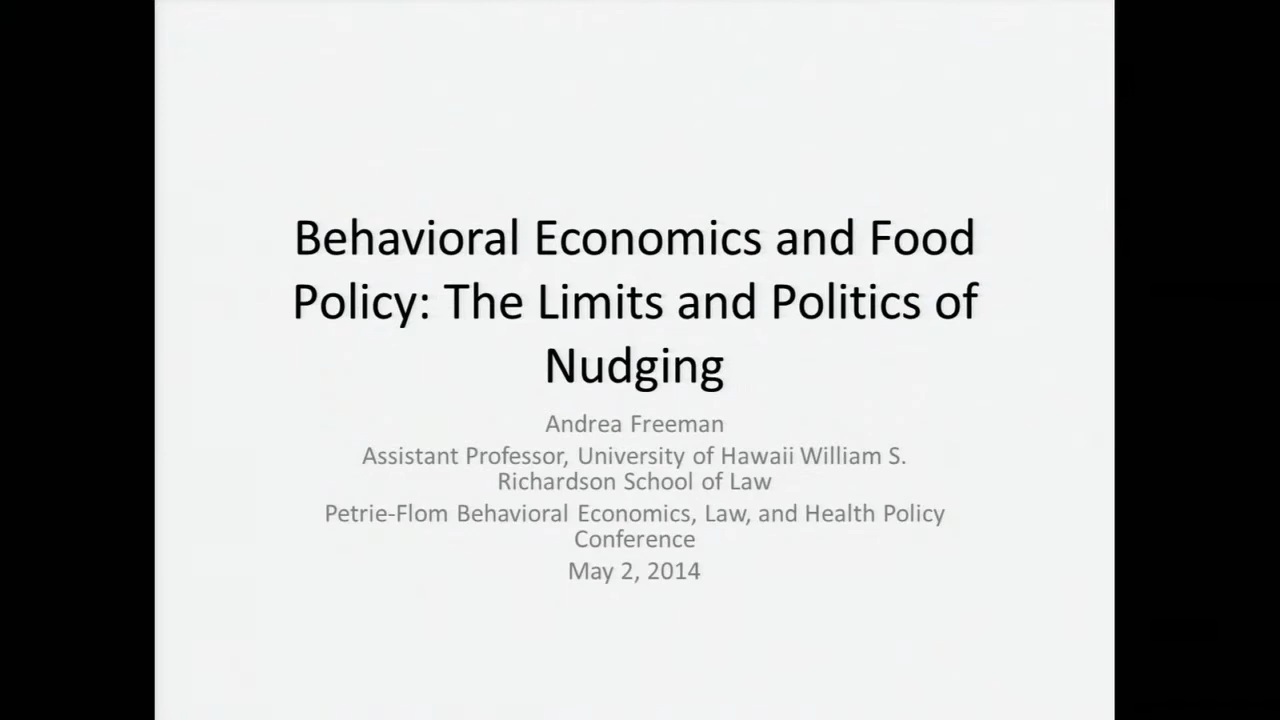 Behavioral Economics and Food
Policy: The Limits and Politics of
Nudging
Andrea Freeman
Assistant Professor, University of Hawaii William S.
Richardson School of Law
Petrie-Flom Behavioral Economics, Law, and Health Policy
Conference
May 2, 2014